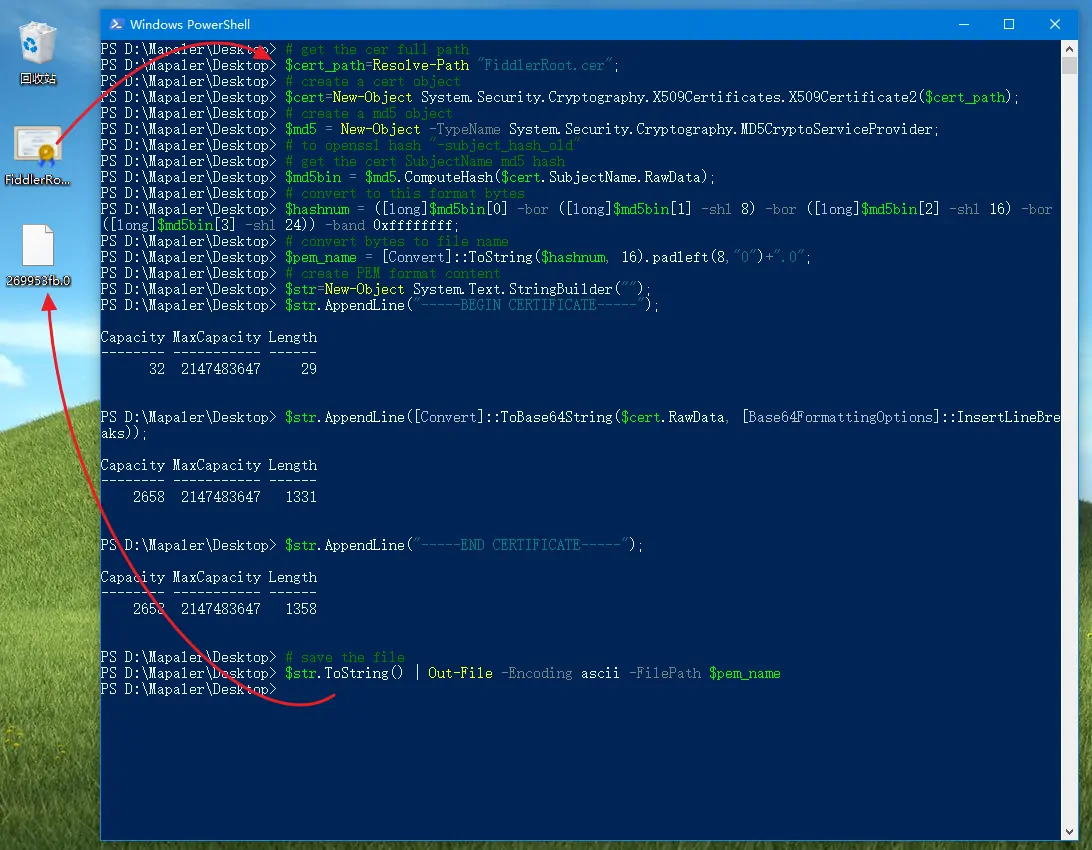 Windows PowerShell
回收站
FiddlerRo...
269953fb.0
PS D:\Mapaler\Desktop> # get the cer full path
PS D:\Mapaler\Desktop> $cert_path=Resolve-Path "FiddlerRoot.cer";
PS D:\Mapaler\Desktop> # create a cert object
PS D:\Mapaler\Desktop> $cert=New-Object System.Security.Cryptography.X509Certificates.X509Certificate2($cert_path);
PS D:\Mapaler\Desktop> # create a md5 object
PS D:\Mapaler\Desktop> $md5 = New-Object -TypeName System.Security.Cryptography.MD5CryptoServiceProvider;
PS D:\Mapaler\Desktop> # to openssl hash "-subject_hash_old"
PS D:\Mapaler\Desktop> # get the cert SubjectName md5 hash
PS D:\Mapaler\Desktop> $md5bin = $md5.ComputeHash($cert.SubjectName.RawData);
PS D:\Mapaler\Desktop> # convert to this format bytes
PS D:\Mapaler\Desktop> $hashnum = ([long]$md5bin[0] -bor ([long]$md5bin[1] -shl 8) -bor ([long]$md5bin[2] -shl 16) -bor
([long]$md5bin[3] -shl 24)) -band 0xffffffff;
PS D:\Mapaler\Desktop> # convert bytes to file name
PS D:\Mapaler\Desktop> $pem_name = [Convert]::ToString($hashnum, 16).padleft(8,"0")+".0";
PS D:\Mapaler\Desktop> # create PEM format content
PS D:\Mapaler\Desktop> $str=New-Object System.Text.StringBuilder("");
PS D:\Mapaler\Desktop> $str.AppendLine("-----BEGIN CERTIFICATE-----");
Capacity MaxCapacity Length
-------- ----------- ------
32 2147483647 29
PS D:\Mapaler\Desktop> $str.AppendLine([Convert]::ToBase64String($cert.RawData, [Base64FormattingOptions]::InsertLineBre
aks));
Capacity MaxCapacity Length
-------- ----------- ------
2658 2147483647 1331
PS D:\Mapaler\Desktop> $str.AppendLine("-----END CERTIFICATE-----");
Capacity MaxCapacity Length
-------- ----------- ------
2658 2147483647 1358
PS D:\Mapaler\Desktop> # save the file
PS D:\Mapaler\Desktop> $str.ToString() | Out-File -Encoding ascii -FilePath $pem_name
PS D:\Mapaler\Desktop>